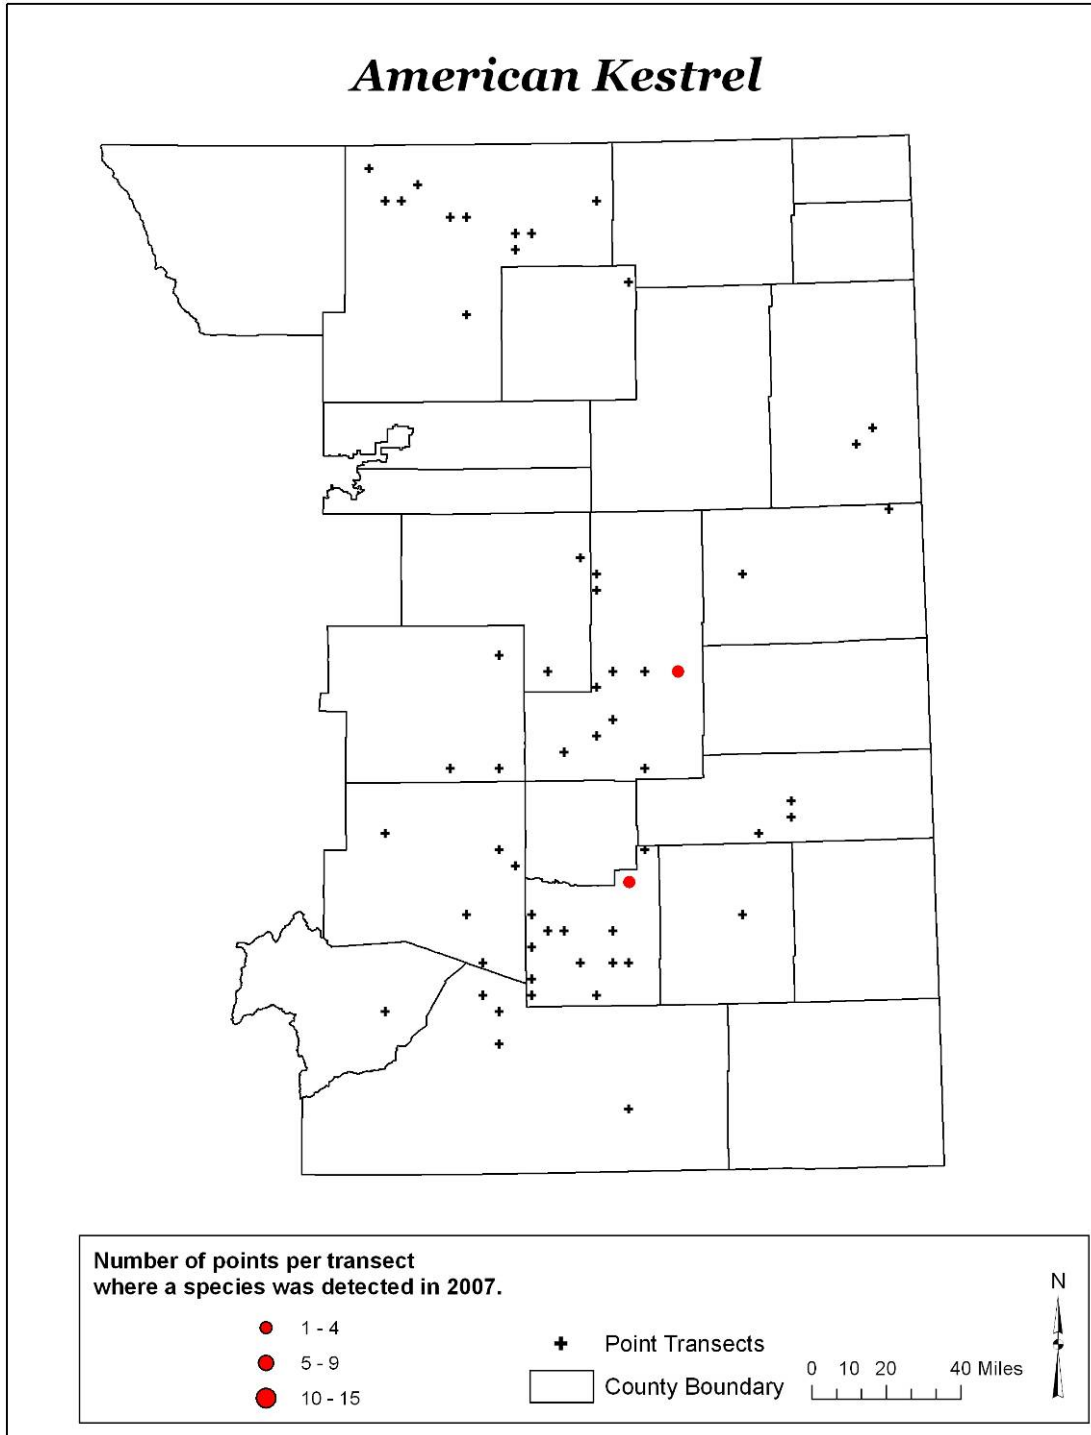 American Kestrel
Number of points per transect
where a species was detected in 2007.
1 - 4
5 - 9
10 - 15
Point Transects
County Boundary
0 10 20 40 Miles
N